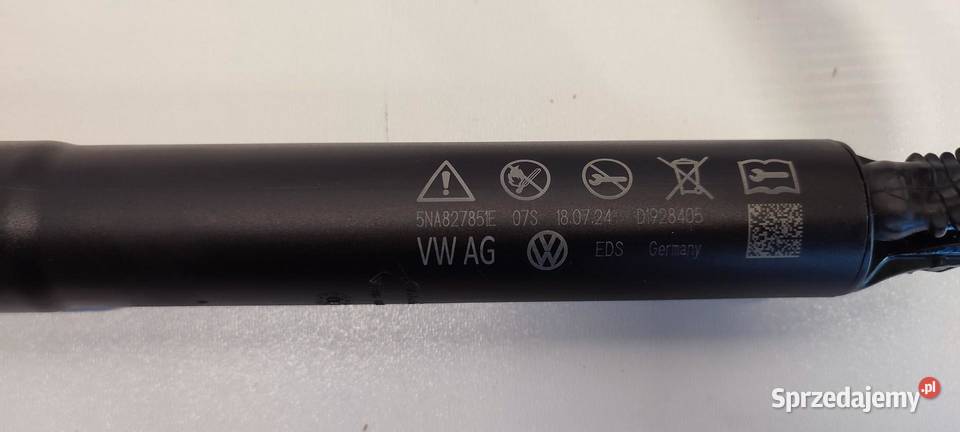 5NA827851E 07S 18.07.24 D1928405
VW AG EDS Germany
Sprzedajemy.pl